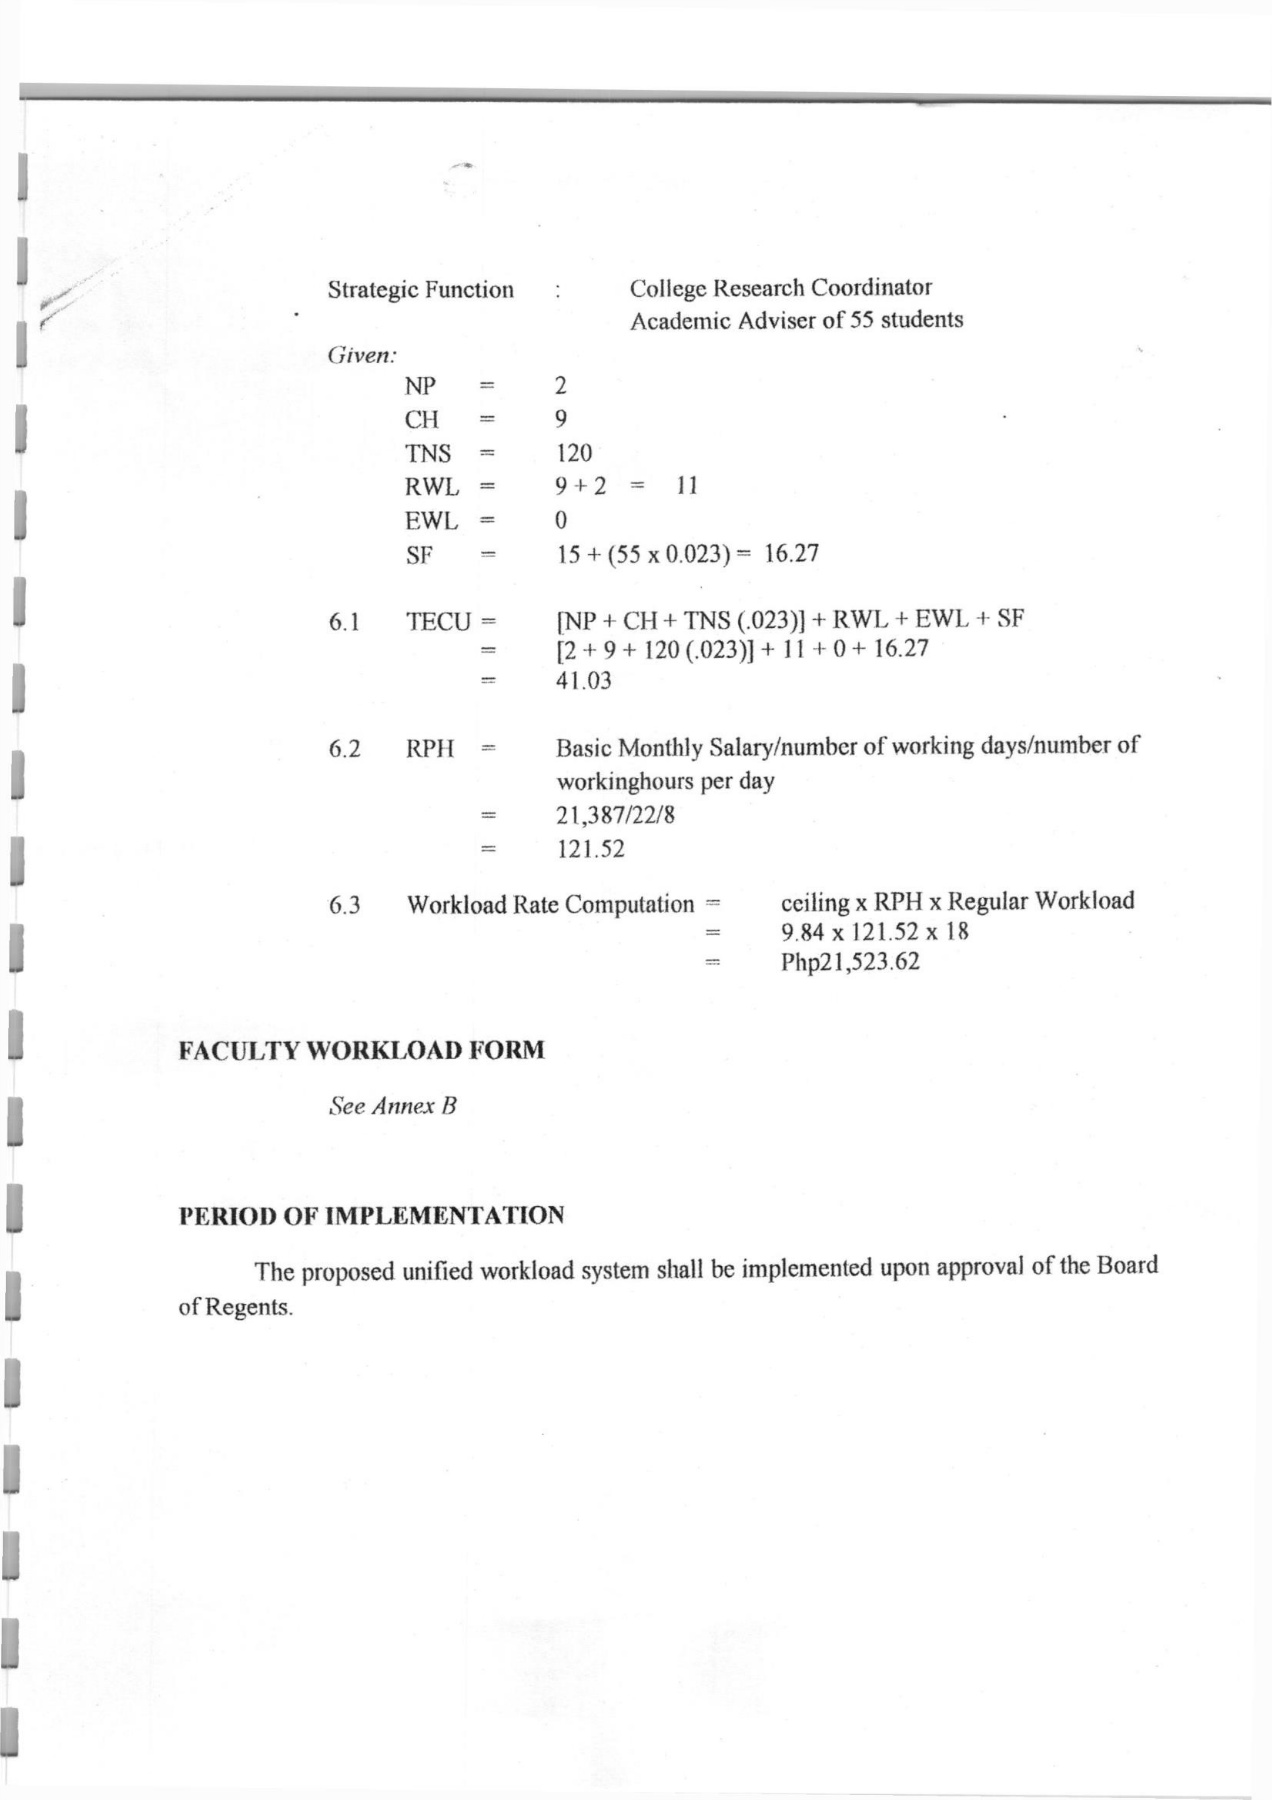 Strategic Function : College Research Coordinator
Academic Adviser of 55 students
Given:
NP = 2
CH = 9
TNS = 120
RWL = 9 + 2 = 11
EWL = 0
SF = 15 + (55 x 0.023) = 16.27
6.1 TECU = [NP + CH + TNS (.023)] + RWL + EWL + SF
= [2 + 9 + 120 (.023)] + 11 + 0 + 16.27
= 41.03
6.2 RPH = Basic Monthly Salary/number of working days/number of
workinghours per day
= 21,387/22/8
= 121.52
6.3 Workload Rate Computation = ceiling x RPH x Regular Workload
= 9.84 x 121.52 x 18
= Php21,523.62
FACULTY WORKLOAD FORM
See Annex B
PERIOD OF IMPLEMENTATION
The proposed unified workload system shall be implemented upon approval of the Board
of Regents.